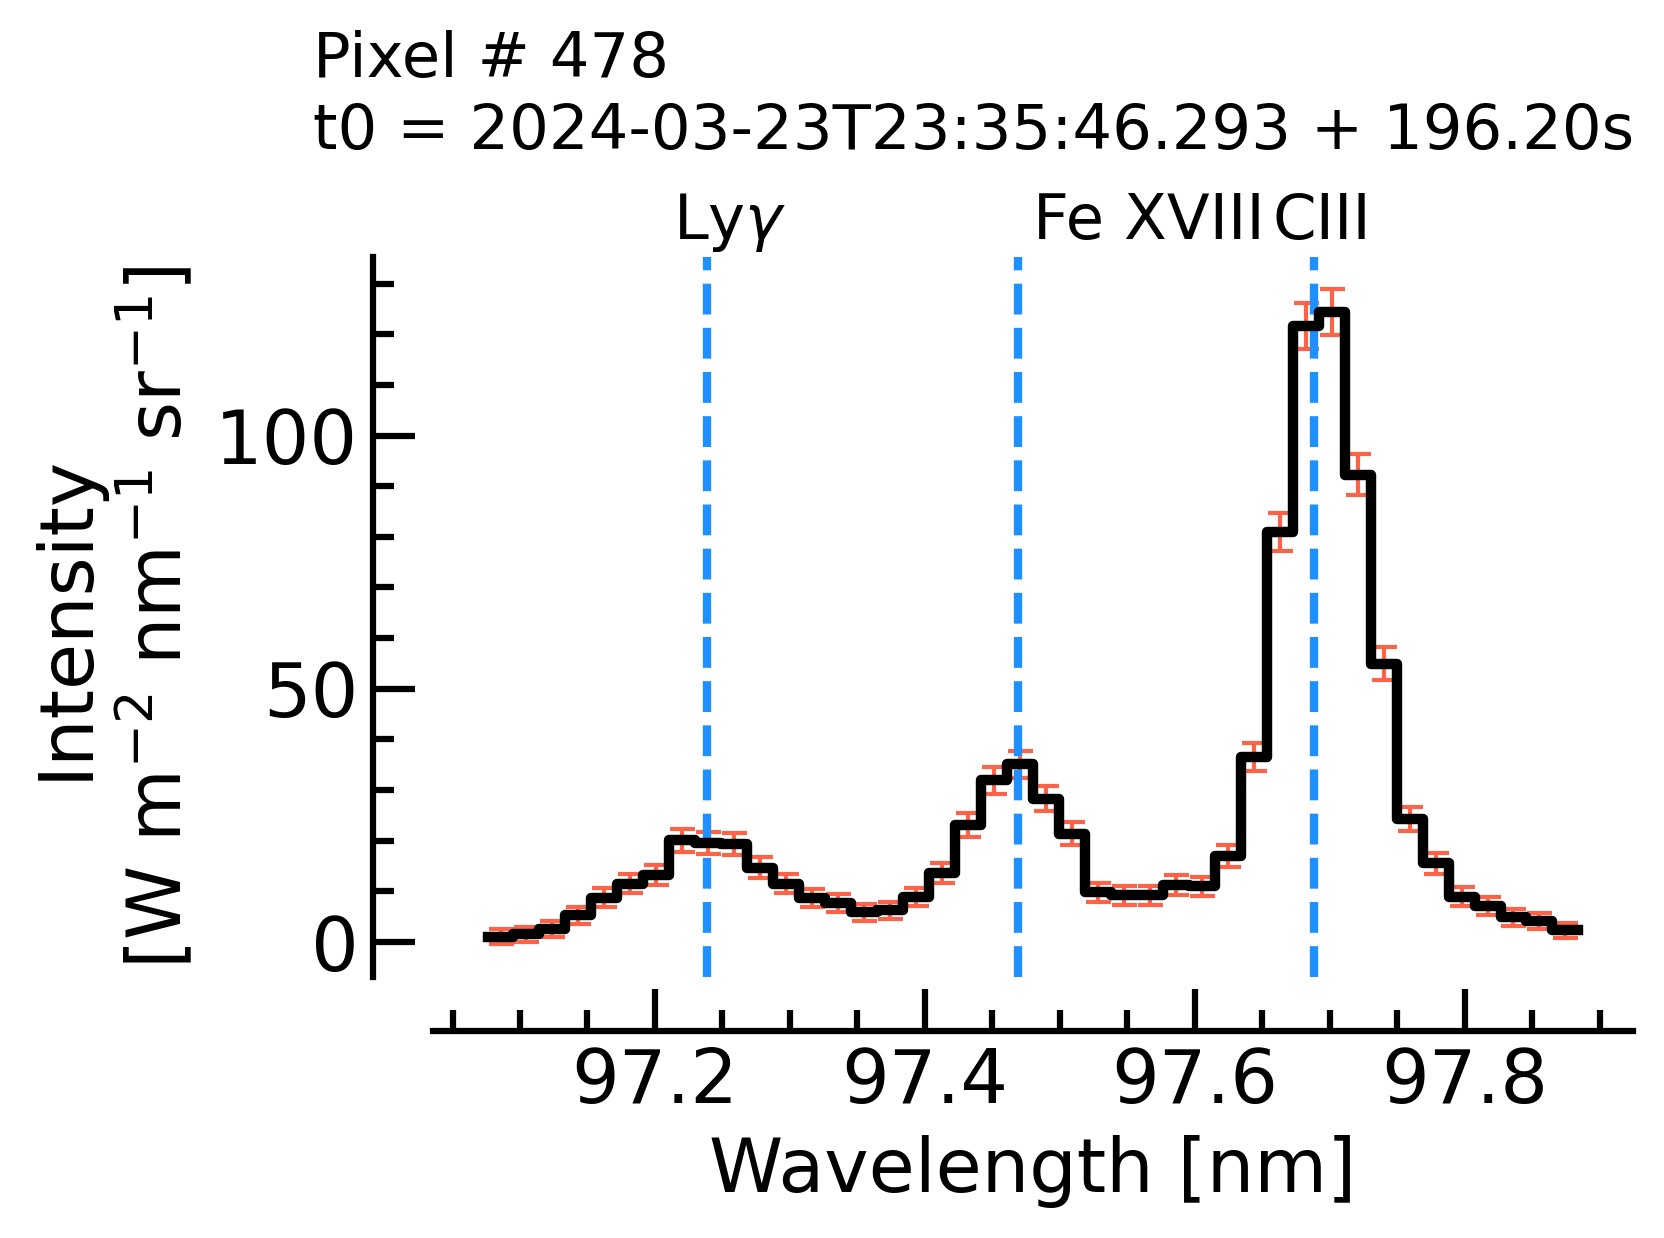 Pixel # 478
t0 = 2024-03-23T23:35:46.293 + 196.20s
Lyγ Fe XVIII CIII
Intensity
[W m⁻² nm⁻¹ sr⁻¹]
100
50
0
97.2 97.4 97.6 97.8
Wavelength [nm]